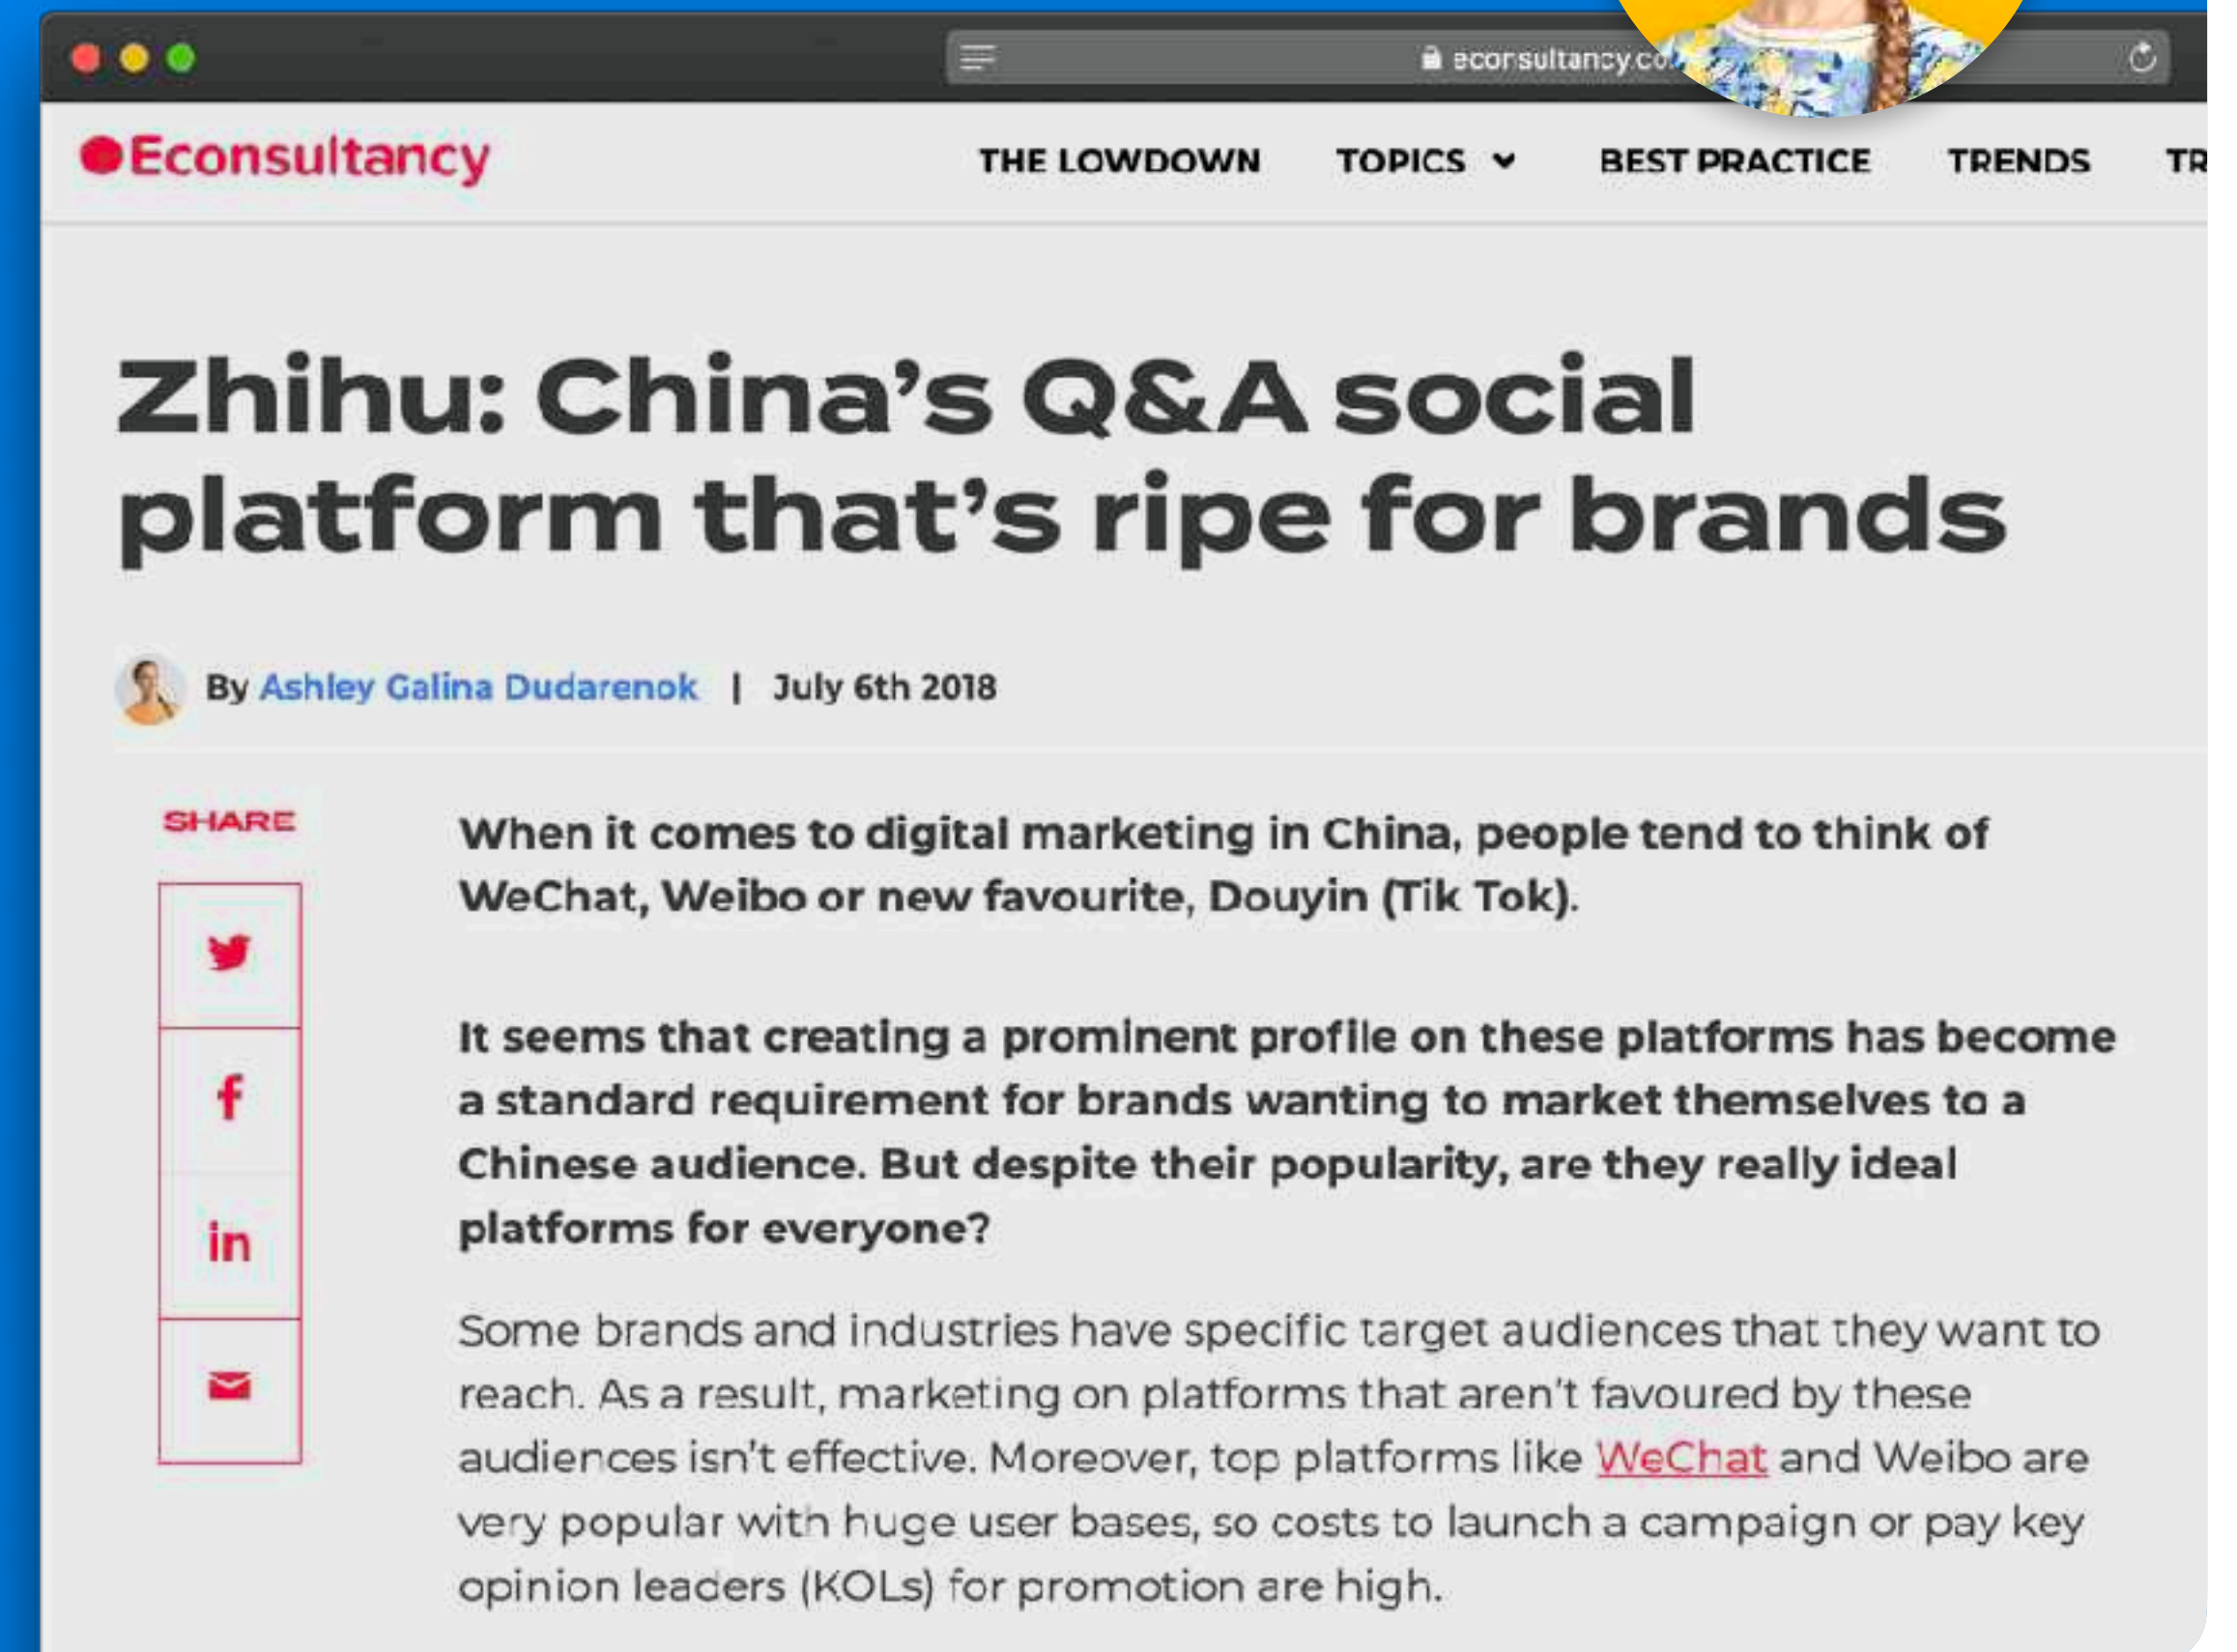 econsultancy.co
Econsultancy
THE LOWDOWN TOPICS BEST PRACTICE TRENDS TR
Zhihu: China’s Q&A social
platform that’s ripe for brands
By Ashley Galina Dudarenok | July 6th 2018
SHARE
When it comes to digital marketing in China, people tend to think of
WeChat, Weibo or new favourite, Douyin (Tik Tok).
It seems that creating a prominent profile on these platforms has become
a standard requirement for brands wanting to market themselves to a
Chinese audience. But despite their popularity, are they really ideal
platforms for everyone?
Some brands and industries have specific target audiences that they want to
reach. As a result, marketing on platforms that aren't favoured by these
audiences isn't effective. Moreover, top platforms like WeChat and Weibo are
very popular with huge user bases, so costs to launch a campaign or pay key
opinion leaders (KOLs) for promotion are high.